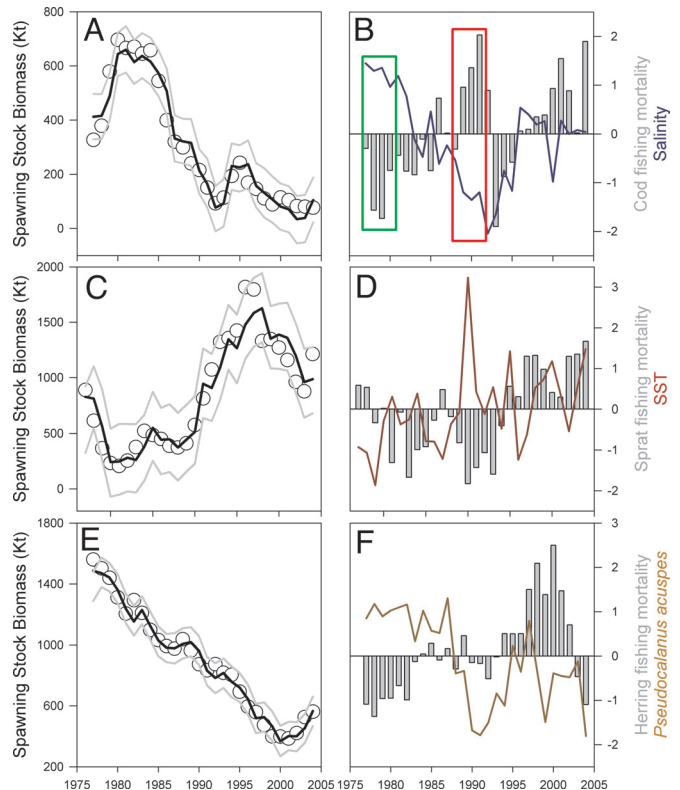 A
Spawning Stock Biomass (Kt)
800
600
400
200
0
B
2
1
0
-1
-2
Cod fishing mortality
Salinity
C
Spawning Stock Biomass (Kt)
2000
1500
1000
500
0
D
3
2
1
0
-1
-2
Sprat fishing mortality
SST
E
Spawning Stock Biomass (Kt)
1800
1400
1000
600
200
1975 1980 1985 1990 1995 2000 2005
F
3
2
1
0
-1
-2
Herring fishing mortality
Pseudocalanus acuspes
1975 1980 1985 1990 1995 2000 2005